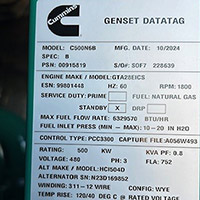 Cummins
GENSET DATATAG
MODEL: C500N6B MFG. DATE: 10/2024
SPEC: B
PSN: 00915819 S/O#: SOF7 228639
ENGINE MAKE / MODEL: GTA28EICS
ESN: 99801448 HZ: 60 RPM: 1800
SERVICE DUTY: PRIME FUEL: NATURAL GAS
STANDBY X DRP
MAX FUEL FLOW RATE: 6329570 BTU/HR
FUEL INLET PRESS (MIN-MAX): 10-20 IN H2O
CONTROL: PCC3300 CAPTURE FILE: A056W493
RATING: 500 KW KVA PF: 0.8
VOLTAGE: 480 PH: 3 FLA: 752
ALT MAKE / MODEL: HCI504D
ALTERNATOR SN: N23D169852
WINDING: 311-12 WIRE CONFIG: WYE
TEMP RISE: 120/40 DEG C @ RATED VOLTAGE